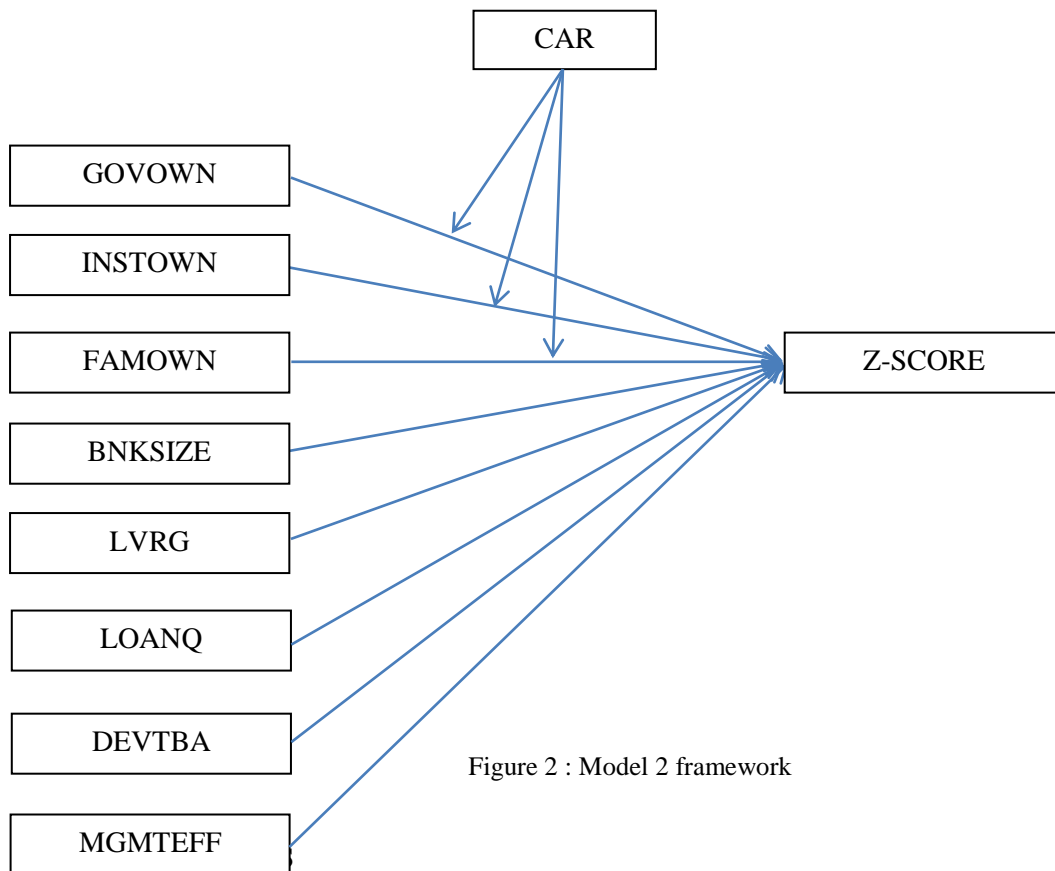 CAR
GOVOWN
INSTOWN
FAMOWN
Z-SCORE
BNKSIZE
LVRG
LOANQ
DEVTBA
Figure 2 : Model 2 framework
MGMTEFF